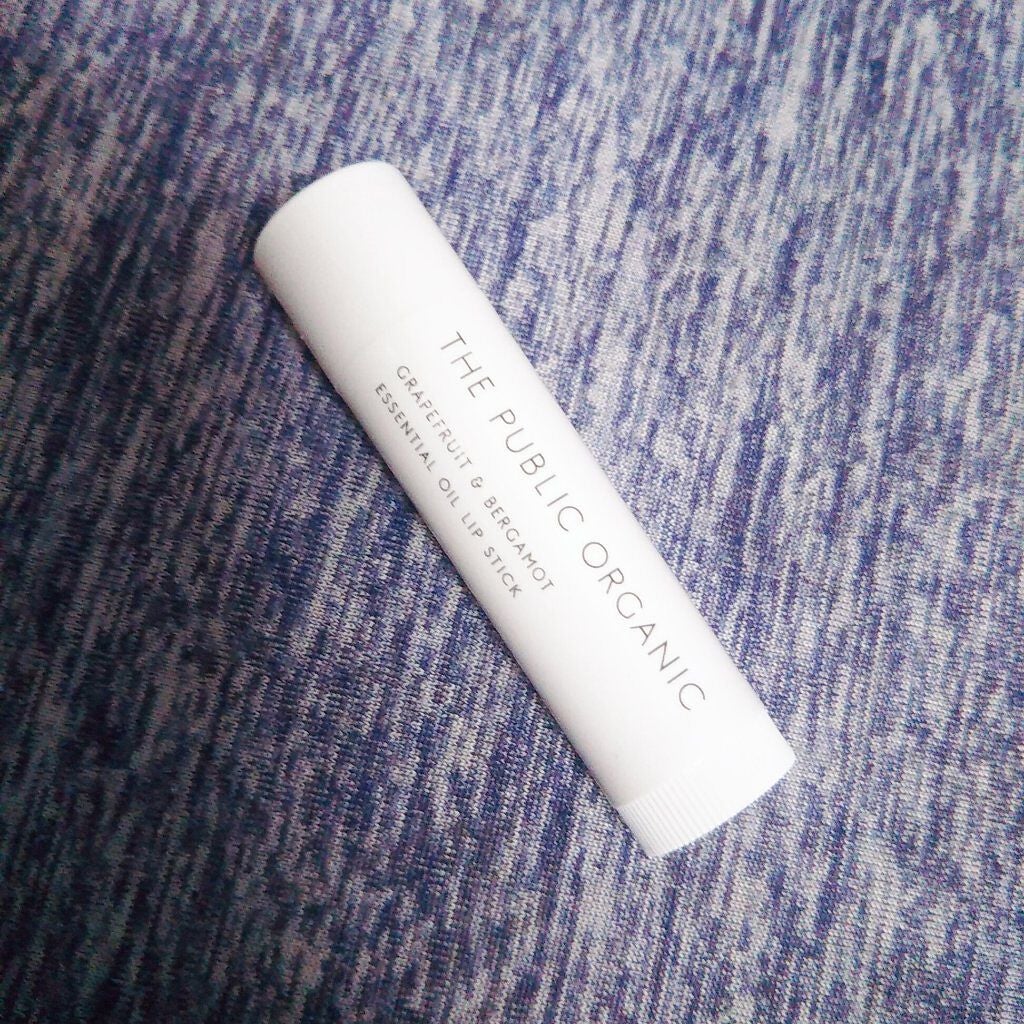 THE PUBLIC ORGANIC
GRAPEFRUIT & BERGAMOT
ESSENTIAL OIL LIP STICK